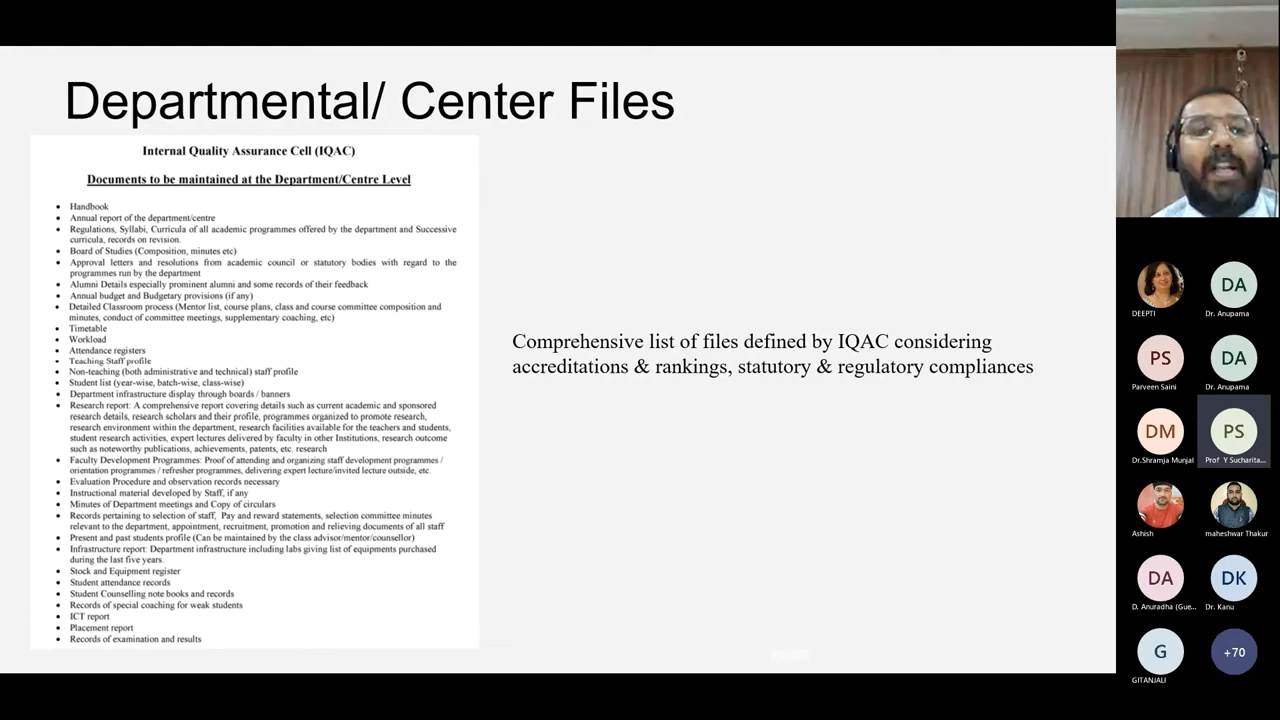 Departmental/ Center Files
Internal Quality Assurance Cell (IQAC)
Documents to be maintained at the Department/Centre Level
• Handbook
• Annual report of the department/centre
• Regulations, Syllabi, Curricula of all academic programmes offered by the department and Successive
curricula, records on revision.
• Board of Studies (Composition, minutes etc)
• Approval letters and resolutions from academic council or statutory bodies with regard to the
programmes run by the department
• Alumni Details especially prominent alumni and some records of their feedback
• Annual budget and Budgetary provisions (if any)
• Detailed Classroom process (Mentor list, course plans, class and course committee composition and
minutes, conduct of committee meetings, supplementary coaching, etc)
• Timetable
• Workload
• Attendance registers
• Teaching Staff profile
• Non-teaching (both administrative and technical) staff profile
• Student list (year-wise, batch-wise, class-wise)
• Department infrastructure display through boards / banners
• Research report: A comprehensive report covering details such as current academic and sponsored
research details, research scholars and their profile, programmes organized to promote research,
research environment within the department, research facilities available for the teachers and students,
student research activities, expert lectures delivered by faculty in other Institutions, research outcome
such as noteworthy publications, achievements, patents, etc. research
• Faculty Development Programmes: Proof of attending and organizing staff development programmes /
orientation programmes / refresher programmes, delivering expert lecture/invited lecture outside, etc.
• Evaluation Procedure and observation records necessary
• Instructional material developed by Staff, if any
• Minutes of Department meetings and Copy of circulars
• Records pertaining to selection of staff, Pay and reward statements, selection committee minutes
relevant to the department, appointment, recruitment, promotion and relieving documents of all staff
• Present and past students profile (Can be maintained by the class advisor/mentor/counsellor)
• Infrastructure report: Department infrastructure including labs giving list of equipments purchased
during the last five years.
• Stock and Equipment register
• Student attendance records
• Student Counselling note books and records
• Records of special coaching for weak students
• ICT report
• Placement report
• Records of examination and results
Comprehensive list of files defined by IQAC considering
accreditations & rankings, statutory & regulatory compliances
DEEPTI
DA
Dr. Anupama
PS
Parveen Saini
DA
Dr. Anupama
DM
Dr.Shramja Munjal
PS
Prof Y Sucharita...
Ashish
maheshwar Thakur
DA
D. Anuradha (Gue...
DK
Dr. Kanu
G
GITANJALI
+70